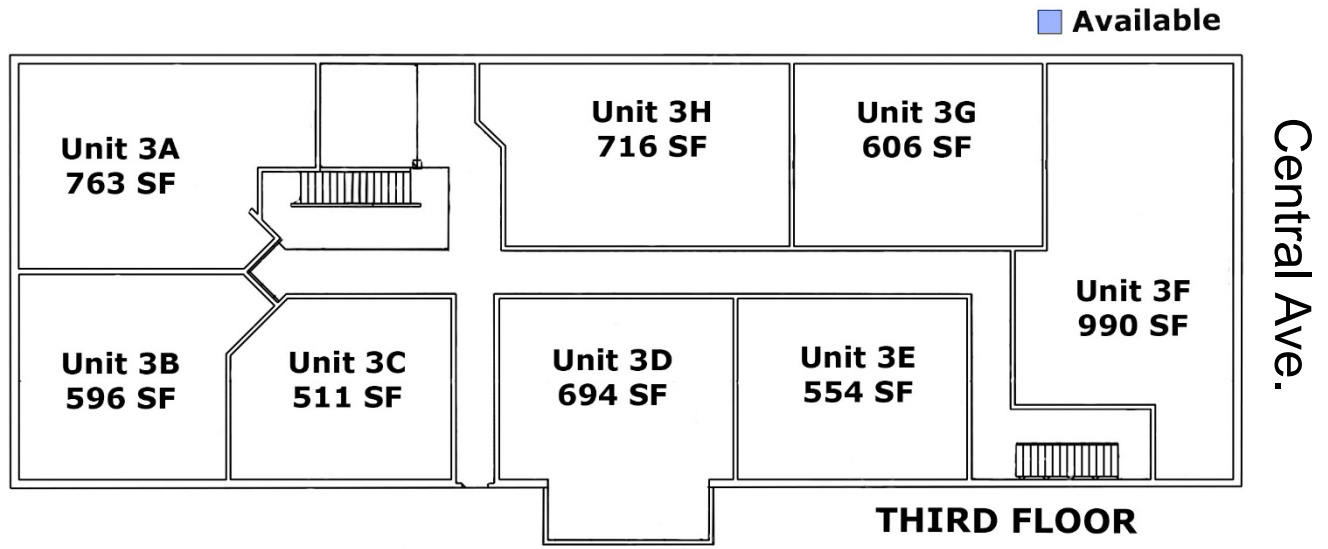 Available
Unit 3A
763 SF
Unit 3H
716 SF
Unit 3G
606 SF
Central Ave.
Unit 3F
990 SF
Unit 3B
596 SF
Unit 3C
511 SF
Unit 3D
694 SF
Unit 3E
554 SF
THIRD FLOOR